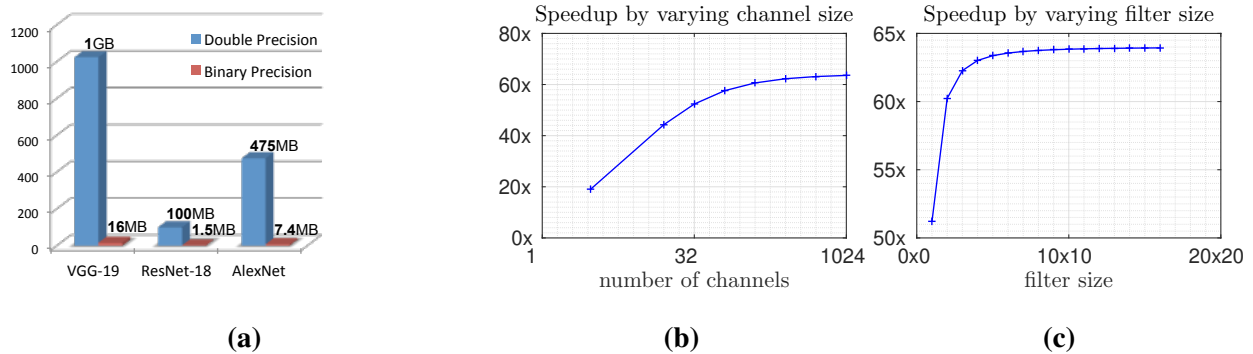 1200
1000
800
600
400
200
0
1GB
Double Precision
Binary Precision
475MB
100MB
16MB
1.5MB
7.4MB
VGG-19 ResNet-18 AlexNet
(a)
Speedup by varying channel size
80x
60x
40x
20x
0x
1 32 1024
number of channels
(b)
Speedup by varying filter size
65x
60x
55x
50x
0x0 10x10 20x20
filter size
(c)